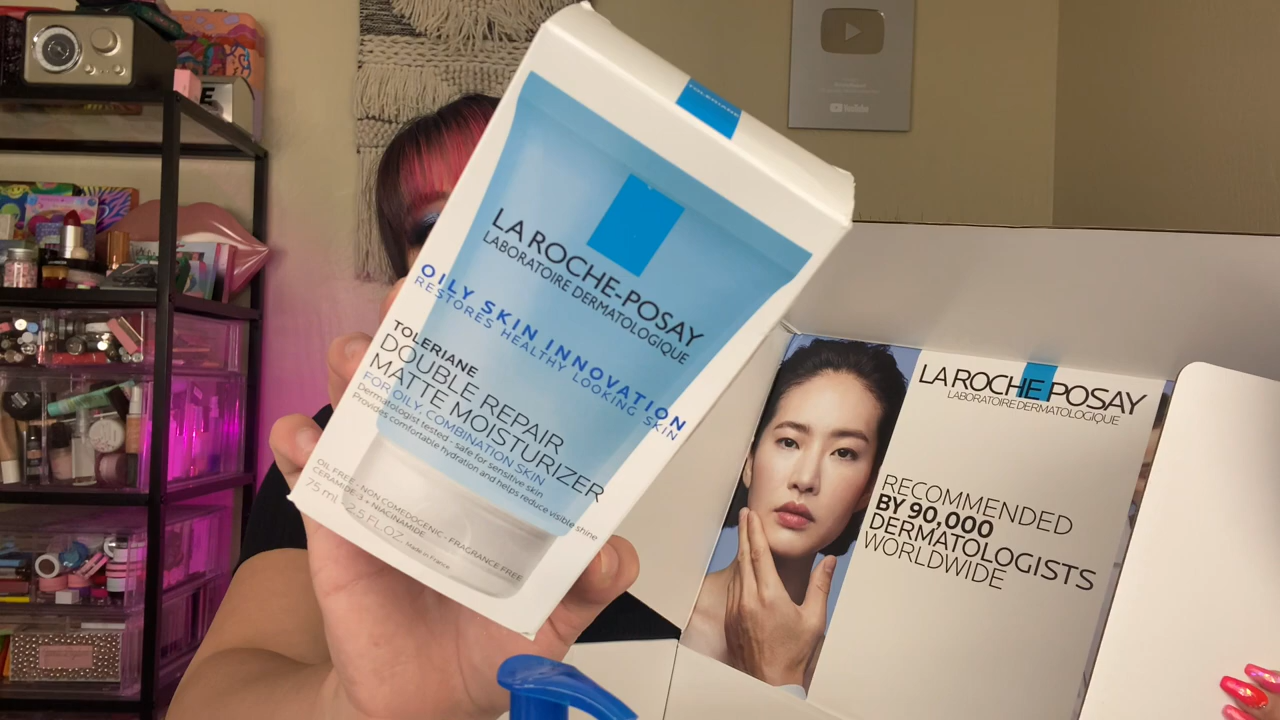 TOLERIANE
LA ROCHE-POSAY
LABORATOIRE DERMATOLOGIQUE
OILY SKIN INNOVATION
RESTORES HEALTHY LOOKING SKIN
TOLERIANE
DOUBLE REPAIR
MATTE MOISTURIZER
FOR OILY, COMBINATION SKIN
Dermatologist tested - safe for sensitive skin
Provides comfortable hydration and helps reduce visible shine
OIL FREE - NON COMEDOGENIC - FRAGRANCE FREE
CERAMIDE 3 + NIACINAMIDE
75 ml - 2.5 FL.OZ. Made in France
YouTube
LA ROCHE POSAY
LABORATOIRE DERMATOLOGIQUE
RECOMMENDED
BY 90,000
DERMATOLOGISTS
WORLDWIDE